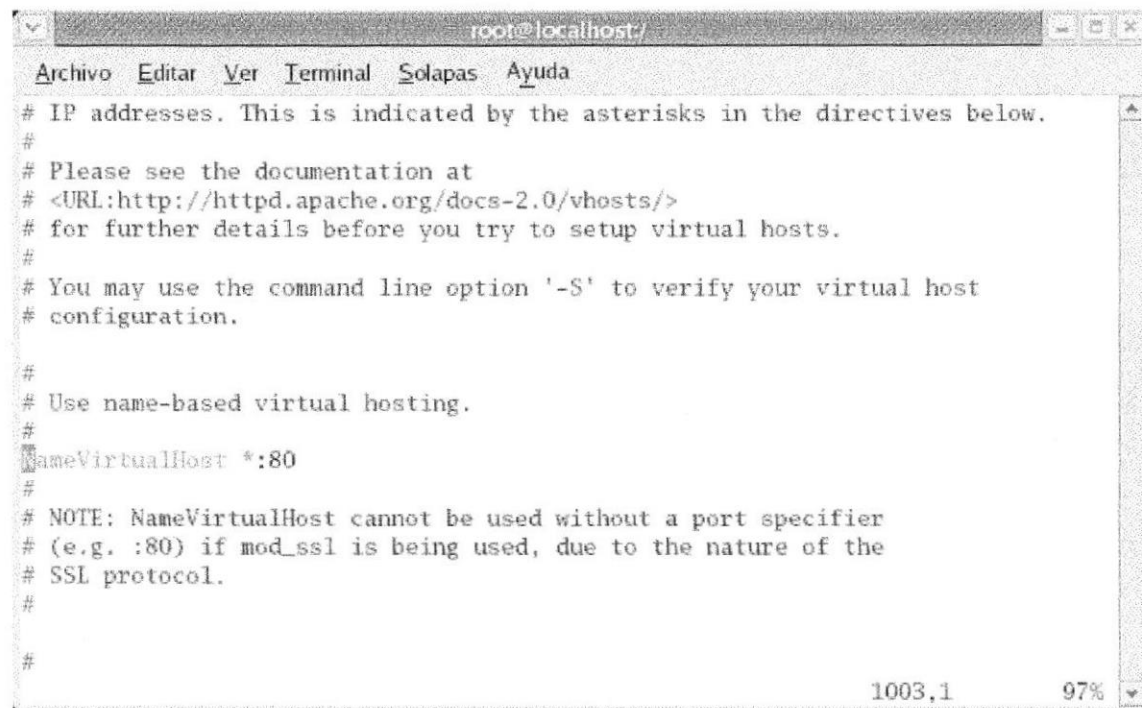 root@localhost:/
Archivo Editar Ver Terminal Solapas Ayuda
# IP addresses. This is indicated by the asterisks in the directives below.
#
# Please see the documentation at
# <URL:http://httpd.apache.org/docs-2.0/vhosts/>
# for further details before you try to setup virtual hosts.
#
# You may use the command line option '-S' to verify your virtual host
# configuration.
#
# Use name-based virtual hosting.
#
NameVirtualHost *:80
#
# NOTE: NameVirtualHost cannot be used without a port specifier
# (e.g. :80) if mod_ssl is being used, due to the nature of the
# SSL protocol.
#
#
1003,1 97%